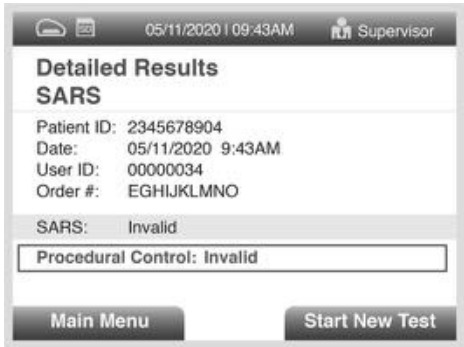 05/11/2020 | 09:43AM Supervisor
Detailed Results
SARS
Patient ID: 2345678904
Date: 05/11/2020 9:43AM
User ID: 00000034
Order #: EGHIJKLMNO
SARS: Invalid
Procedural Control: Invalid
Main Menu Start New Test